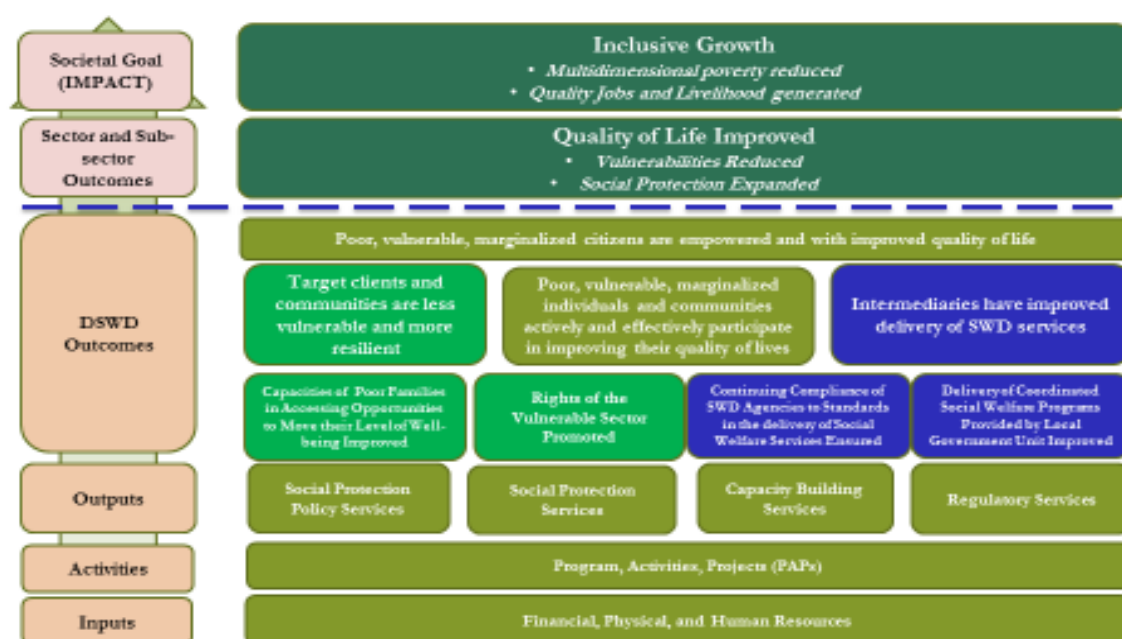 Societal Goal
(IMPACT)
Inclusive Growth
• Multidimensional poverty reduced
• Quality Jobs and Livelihood generated
Sector and Sub-
sector
Outcomes
Quality of Life Improved
• Vulnerabilities Reduced
• Social Protection Expanded
DSWD
Outcomes
Poor, vulnerable, marginalized citizens are empowered and with improved quality of life
Target clients and
communities are less
vulnerable and more
resilient
Poor, vulnerable, marginalized
individuals and communities
actively and effectively participate
in improving their quality of lives
Intermediaries have improved
delivery of SWD services
Capacities of Poor Families
in Accessing Opportunities
to Move their Level of Well-
being Improved
Rights of the
Vulnerable Sector
Promoted
Continuing Compliance of
SWD Agencies to Standards
in the delivery of Social
Welfare Services Ensured
Delivery of Coordinated
Social Welfare Programs
Provided by Local
Government Unit Improved
Outputs
Social Protection
Policy Services
Social Protection
Services
Capacity Building
Services
Regulatory Services
Activities
Program, Activities, Projects (PAPs)
Inputs
Financial, Physical, and Human Resources